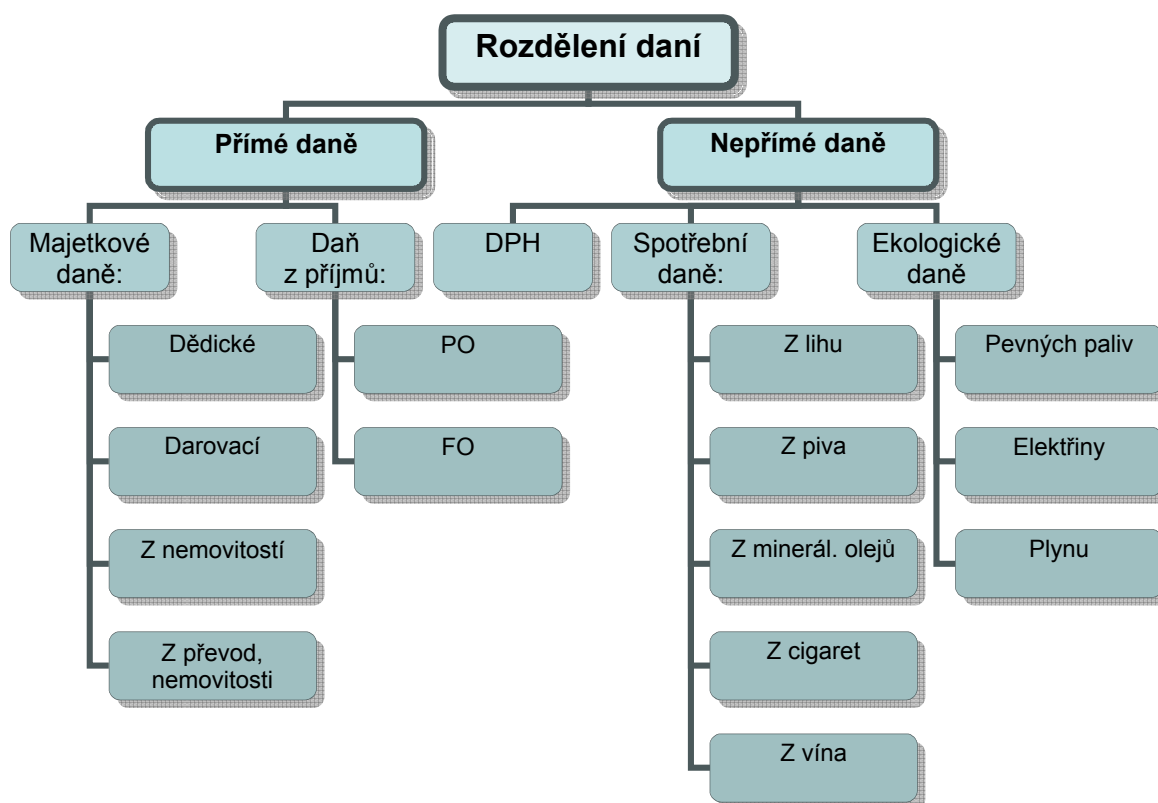 Rozdělení daní
Přímé daně
Nepřímé daně
Majetkové
daně:
Daň
z příjmů:
DPH
Spotřební
daně:
Ekologické
daně
Dědické
PO
Z lihu
Pevných paliv
Darovací
FO
Z piva
Elektřiny
Z nemovitostí
Z minerál. olejů
Plynu
Z převod,
nemovitosti
Z cigaret
Z vína